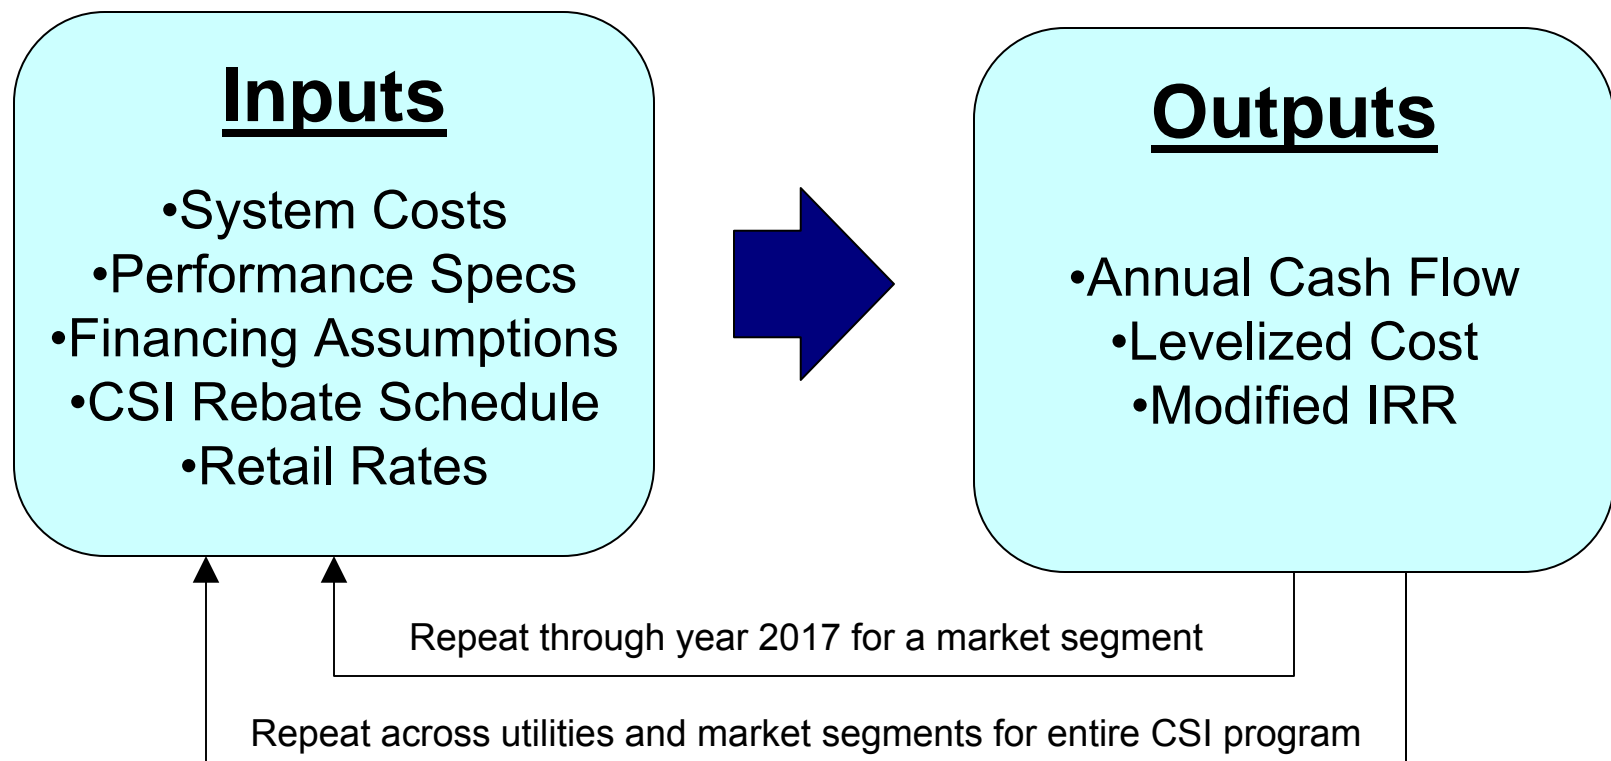 Inputs
•System Costs
•Performance Specs
•Financing Assumptions
•CSI Rebate Schedule
•Retail Rates
Outputs
•Annual Cash Flow
•Levelized Cost
•Modified IRR
Repeat through year 2017 for a market segment
Repeat across utilities and market segments for entire CSI program